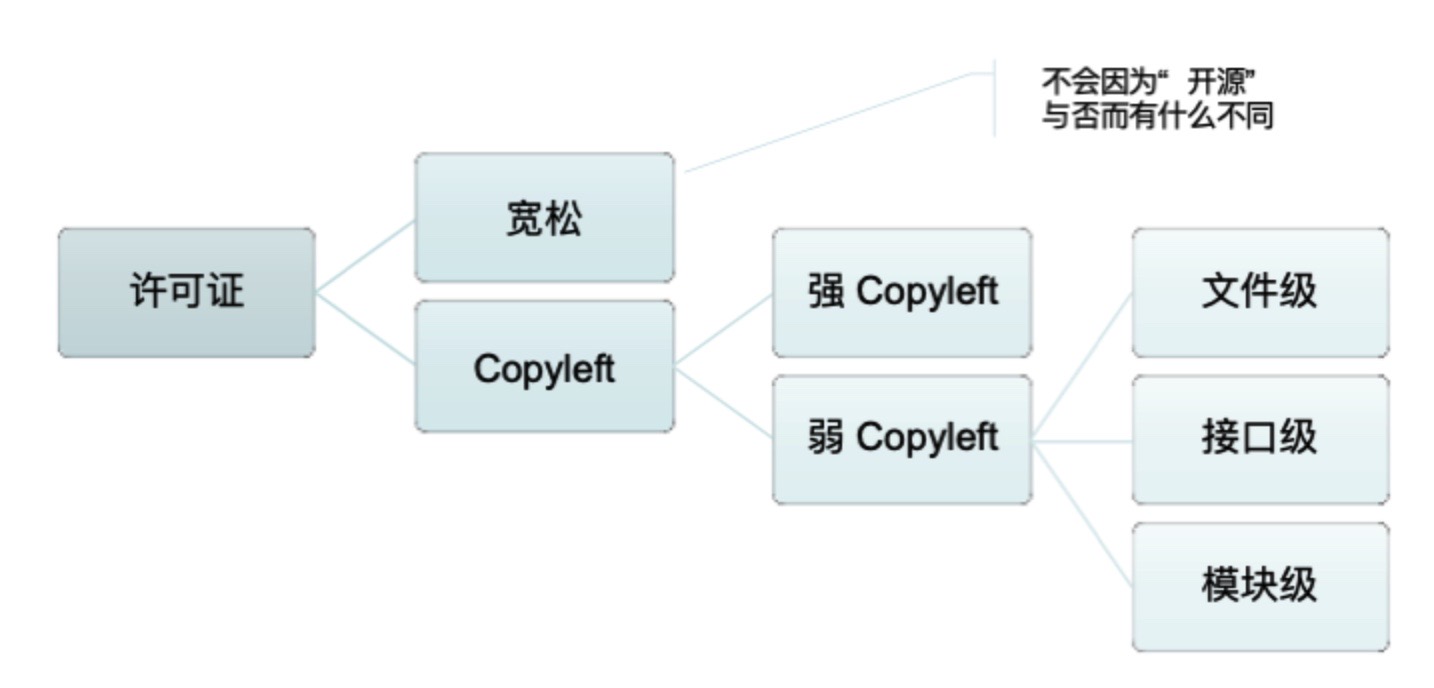 不会因为“ 开源”
与否而有什么不同
宽松
许可证
Copyleft
强 Copyleft
弱 Copyleft
文件级
接口级
模块级